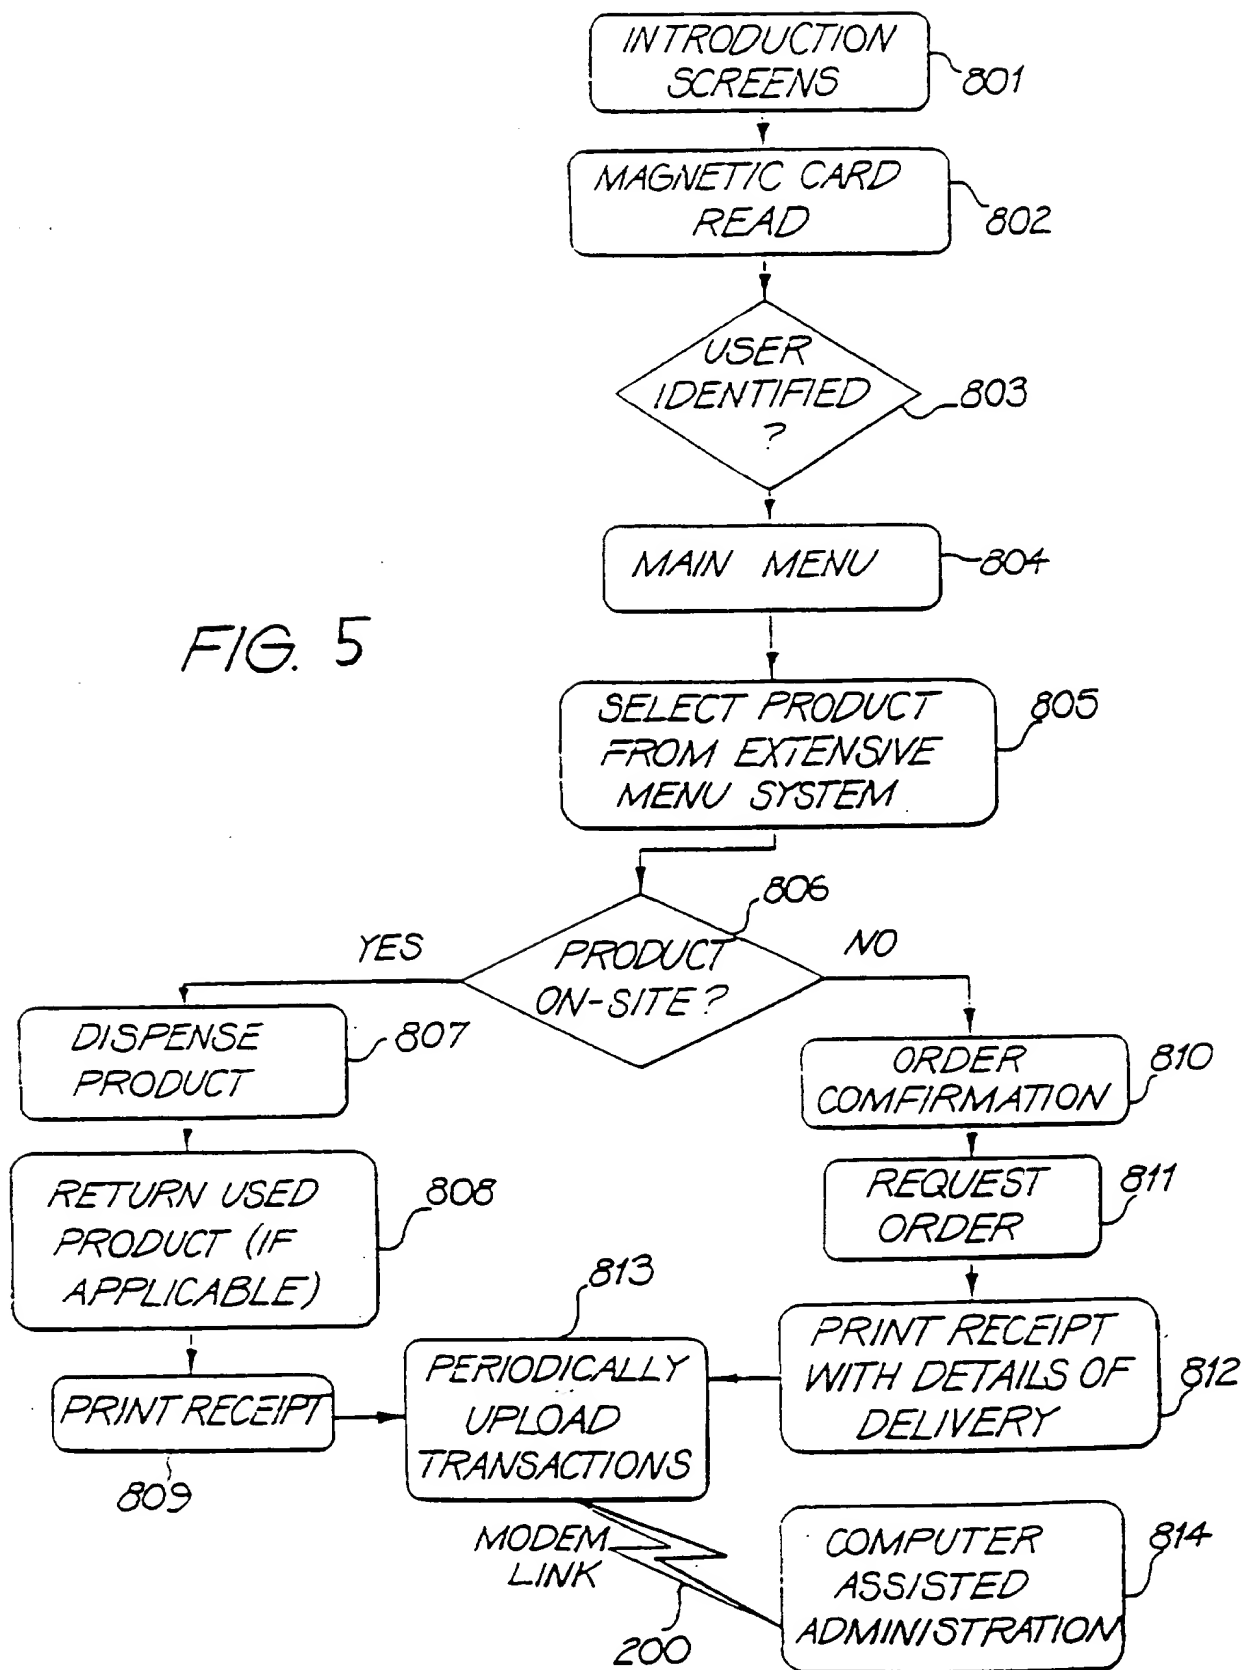 INTRODUCTION
SCREENS
801
MAGNETIC CARD
READ
802
USER
IDENTIFIED
?
803
MAIN MENU
804
FIG. 5
SELECT PRODUCT
FROM EXTENSIVE
MENU SYSTEM
805
806
YES
PRODUCT
ON-SITE?
NO
DISPENSE
PRODUCT
807
RETURN USED
PRODUCT (IF
APPLICABLE)
808
PRINT RECEIPT
809
ORDER
COMFIRMATION
810
REQUEST
ORDER
811
PRINT RECEIPT
WITH DETAILS OF
DELIVERY
812
813
PERIODICALLY
UPLOAD
TRANSACTIONS
MODEM
LINK
200
COMPUTER
ASSISTED
ADMINISTRATION
814